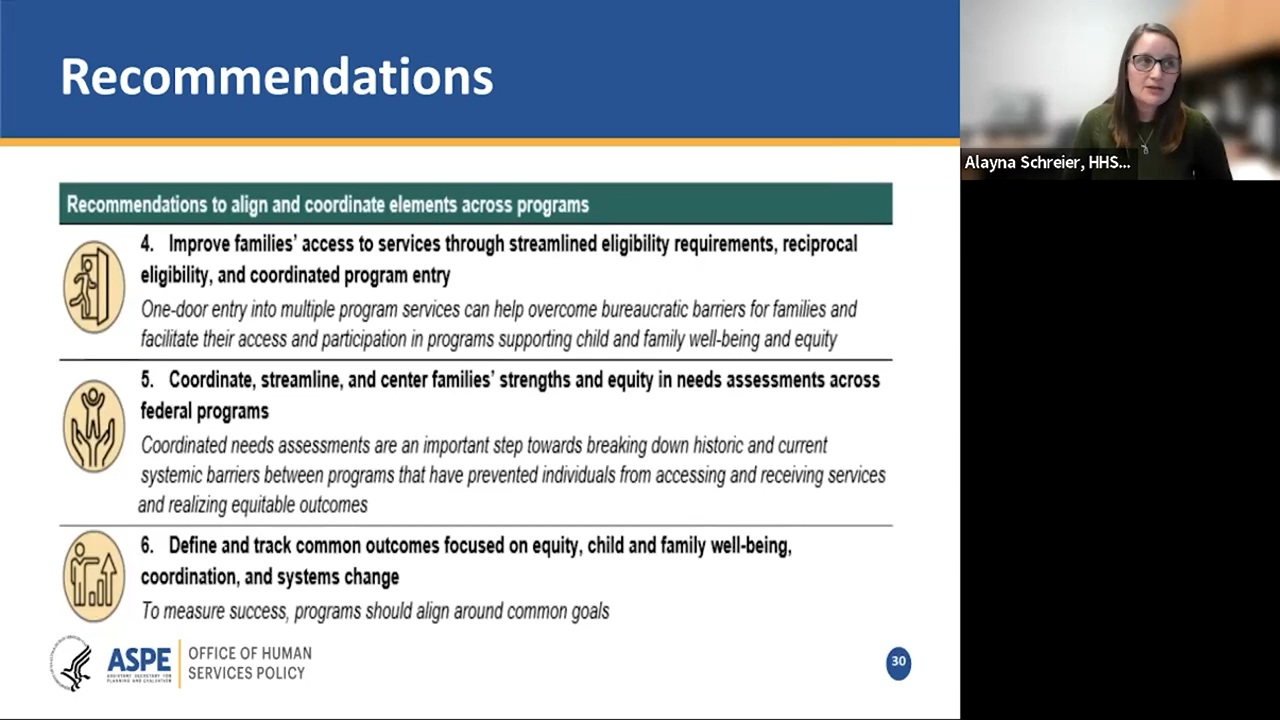 Recommendations
Recommendations to align and coordinate elements across programs
4. Improve families' access to services through streamlined eligibility requirements, reciprocal
eligibility, and coordinated program entry
One-door entry into multiple program services can help overcome bureaucratic barriers for families and
facilitate their access and participation in programs supporting child and family well-being and equity
5. Coordinate, streamline, and center families' strengths and equity in needs assessments across
federal programs
Coordinated needs assessments are an important step towards breaking down historic and current
systemic barriers between programs that have prevented individuals from accessing and receiving services
and realizing equitable outcomes
6. Define and track common outcomes focused on equity, child and family well-being,
coordination, and systems change
To measure success, programs should align around common goals
ASPE
ASSISTANT SECRETARY FOR
PLANNING AND EVALUATION
OFFICE OF HUMAN
SERVICES POLICY
30
Alayna Schreier, HHS...